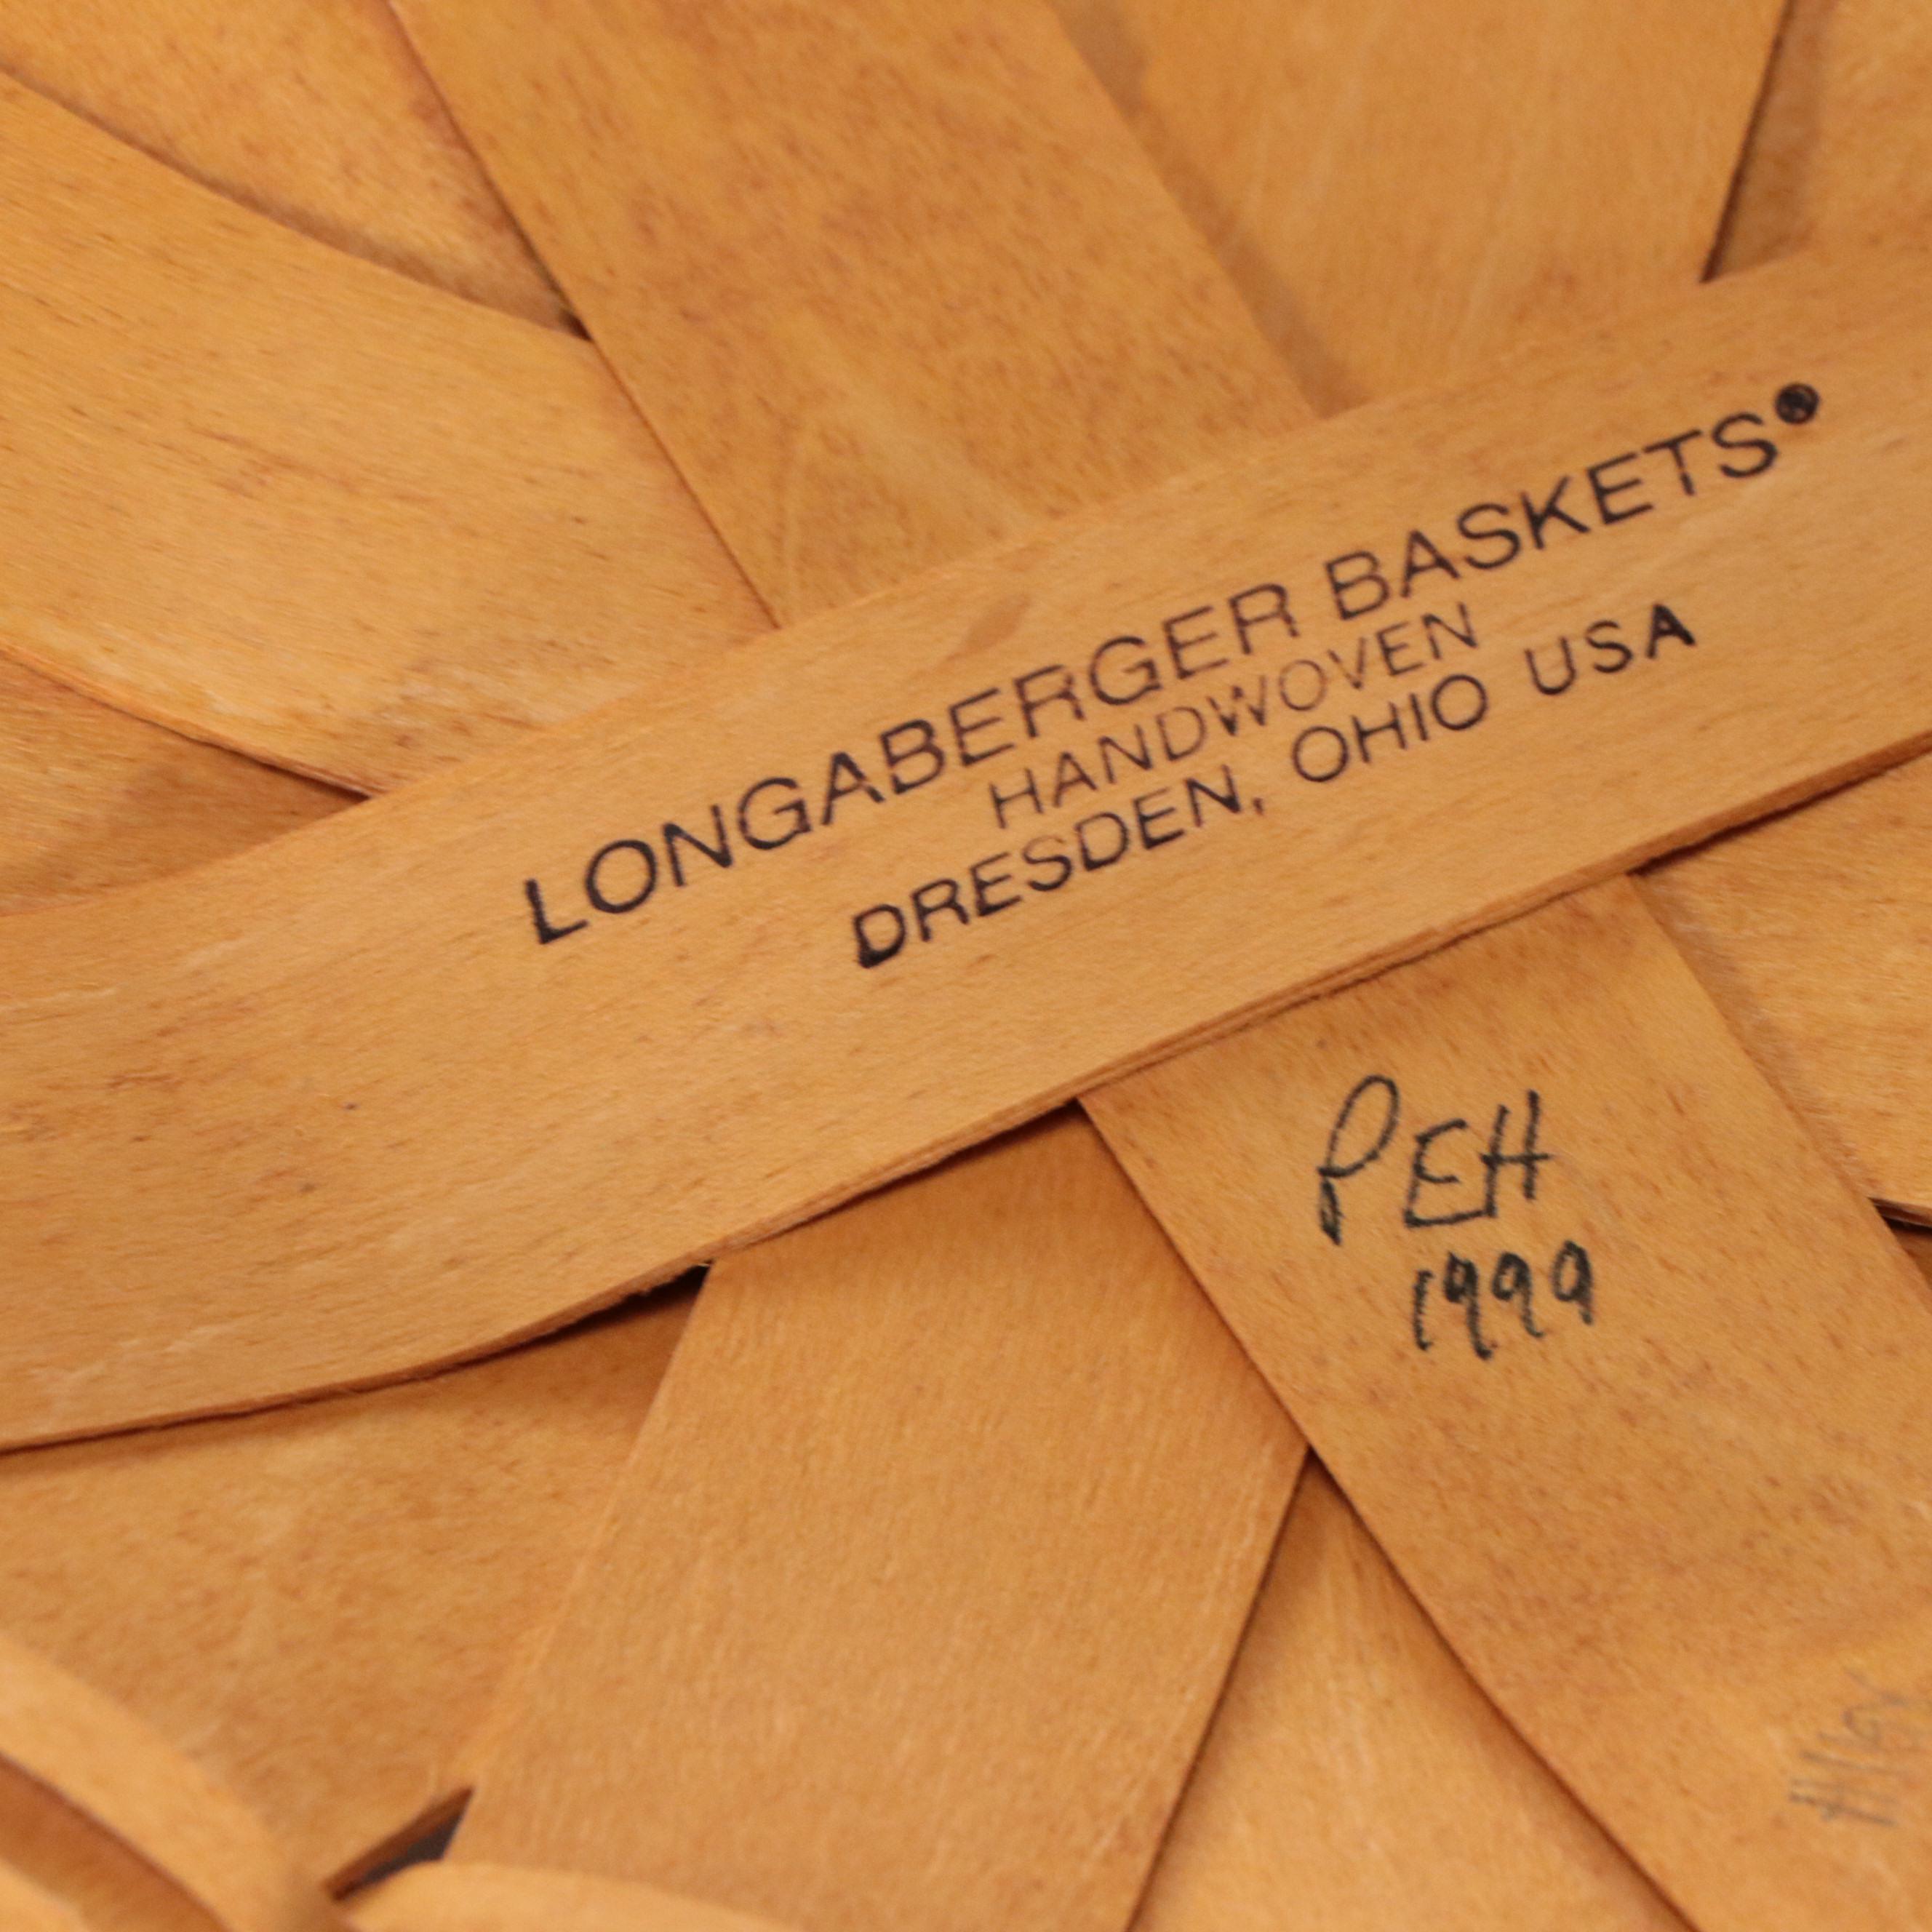 LONGABERGER BASKETS®
HANDWOVEN
DRESDEN, OHIO USA
PEH
1999